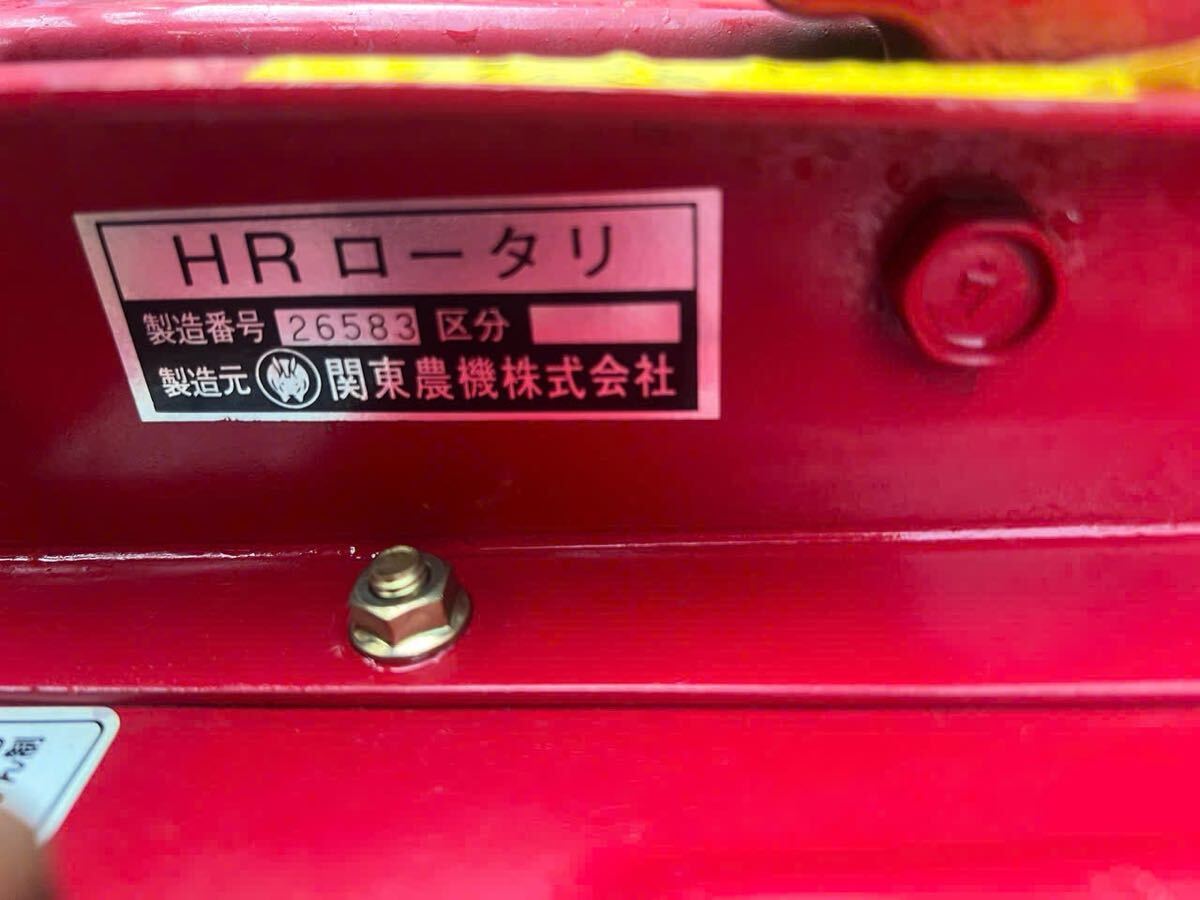 HRロータリ
製造番号 26583 区分
製造元 関東農機株式会社
7